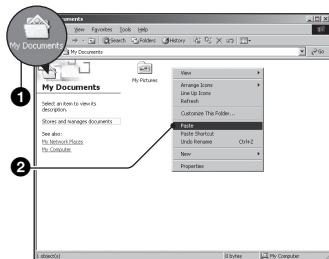 My Documents
View Favorites Tools Help
Search Folders History
My Documents
Go
1
My Documents
Select an item to view its
description.
Stores and manages documents
See also:
My Network Places
My Computer
My Pictures
2
View
Arrange Icons
Line Up Icons
Refresh
Customize This Folder...
Paste
Paste Shortcut
Undo Rename Ctrl+Z
New
Properties
1 object(s)
0 bytes
My Computer